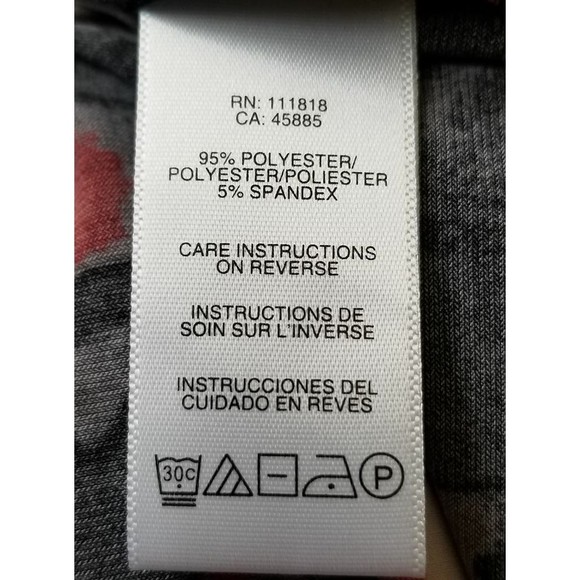 RN: 111818
CA: 45885
95% POLYESTER/
POLYESTER/POLIESTER
5% SPANDEX
CARE INSTRUCTIONS
ON REVERSE
INSTRUCTIONS DE
SOIN SUR L'INVERSE
INSTRUCCIONES DEL
CUIDADO EN REVES
30C P